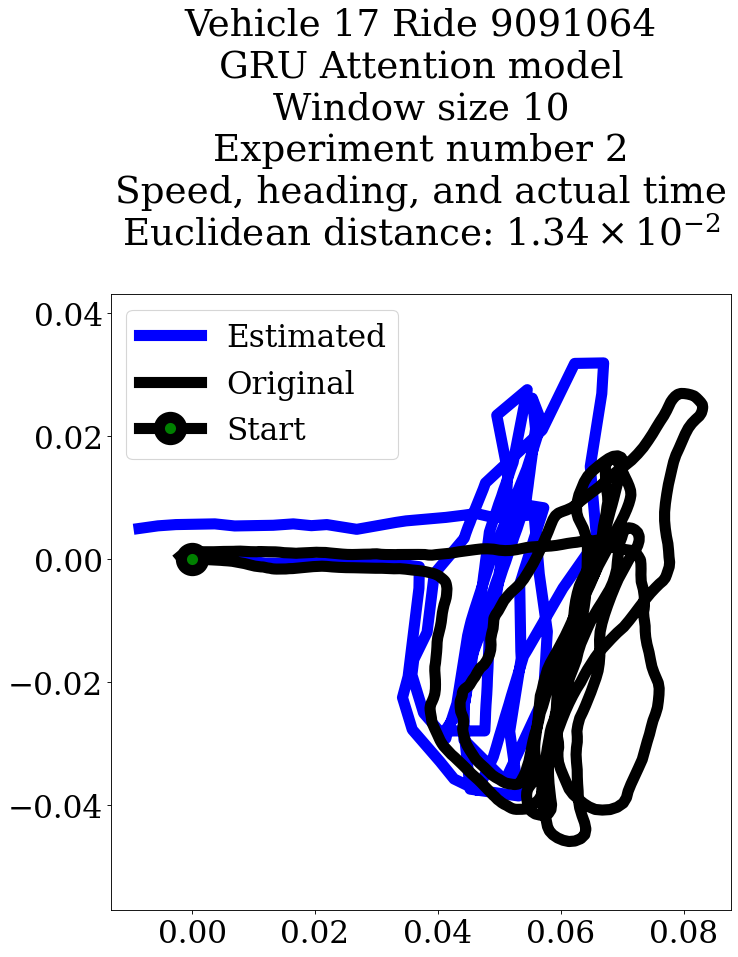 Vehicle 17 Ride 9091064
GRU Attention model
Window size 10
Experiment number 2
Speed, heading, and actual time
Euclidean distance: 1.34 × 10⁻²
Estimated
Original
Start
0.04
0.02
0.00
−0.02
−0.04
0.00 0.02 0.04 0.06 0.08